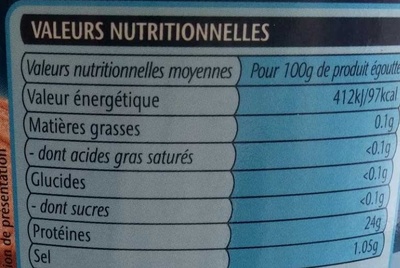 VALEURS NUTRITIONNELLES
Valeurs nutritionnelles moyennes Pour 100g de produit égoutté
Valeur énergétique 412kJ/97kcal
Matières grasses 0.1g
- dont acides gras saturés <0.1g
Glucides <0.1g
- dont sucres <0.1g
Protéines 24g
Sel 1.05g
ion de présentation